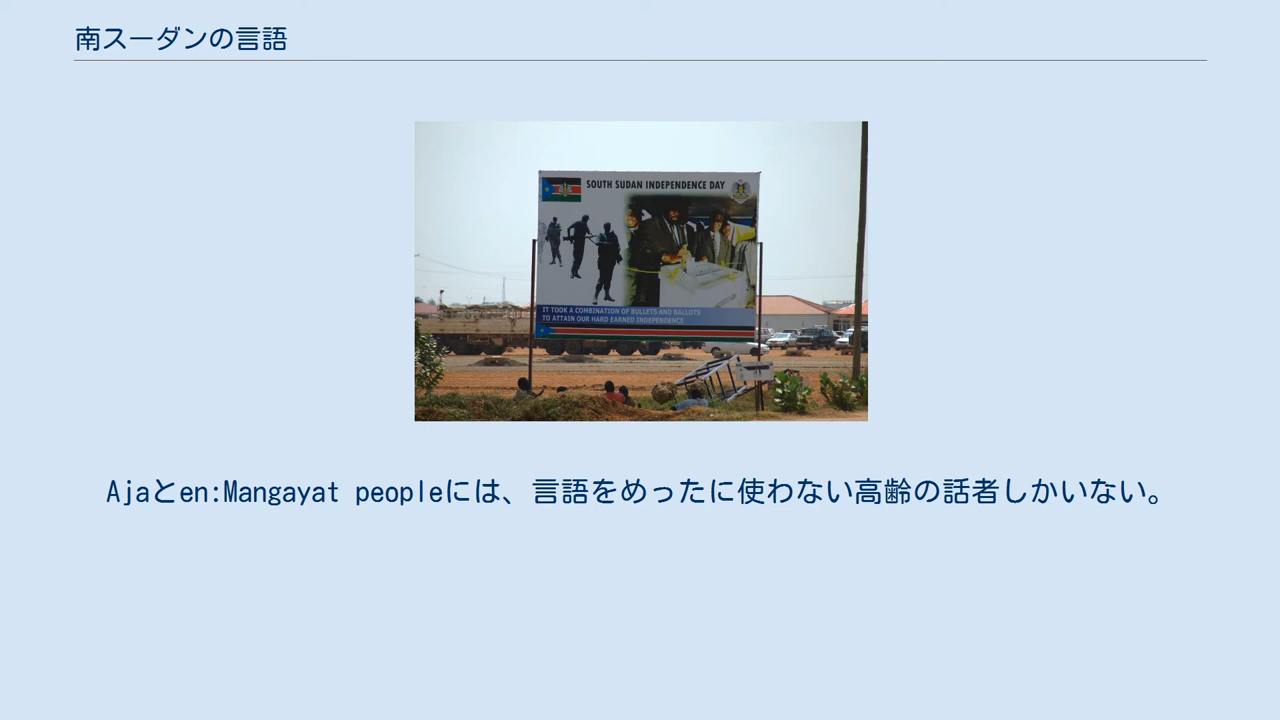 南スーダンの言語
SOUTH SUDAN INDEPENDENCE DAY
IT TOOK A COMBINATION OF BULLETS AND BALLOTS
TO ATTAIN OUR HARD EARNED INDEPENDENCE
Ajaとen:Mangayat peopleには、言語をめったに使わない高齢の話者しかいない。